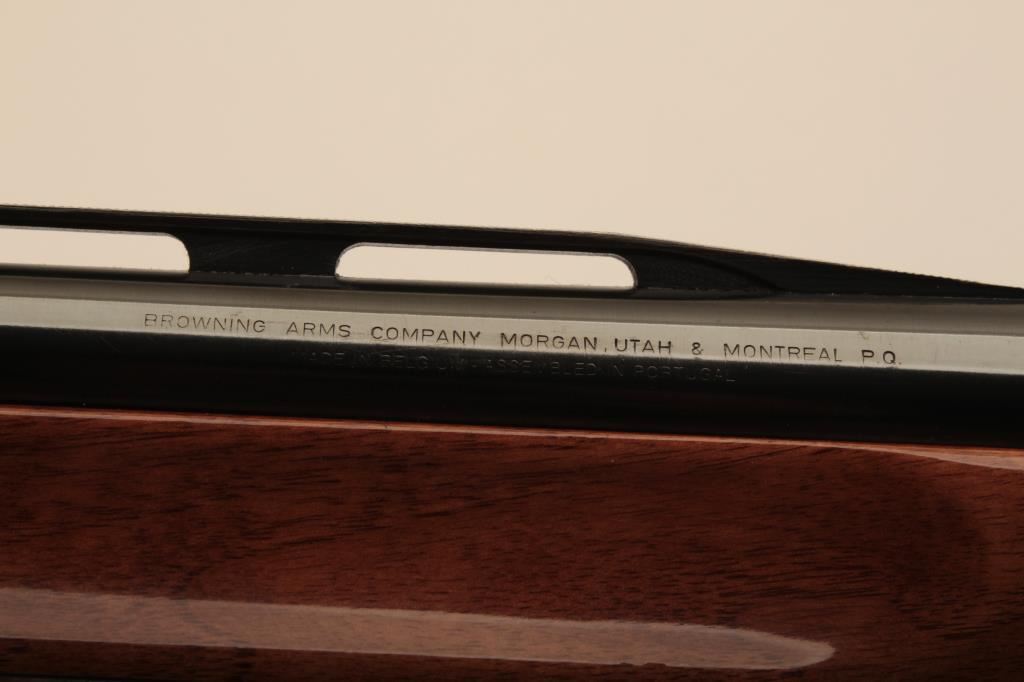 BROWNING ARMS COMPANY MORGAN, UTAH & MONTREAL P.Q.
MADE IN BELGIUM - ASSEMBLED IN PORTUGAL